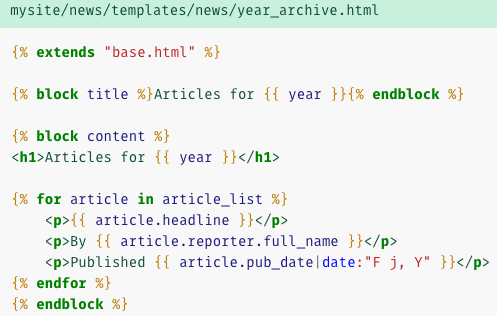 mysite/news/templates/news/year_archive.html
{% extends "base.html" %}
{% block title %}Articles for {{ year }}{% endblock %}
{% block content %}
<h1>Articles for {{ year }}</h1>
{% for article in article_list %}
    <p>{{ article.headline }}</p>
    <p>By {{ article.reporter.full_name }}</p>
    <p>Published {{ article.pub_date|date:"F j, Y" }}</p>
{% endfor %}
{% endblock %}